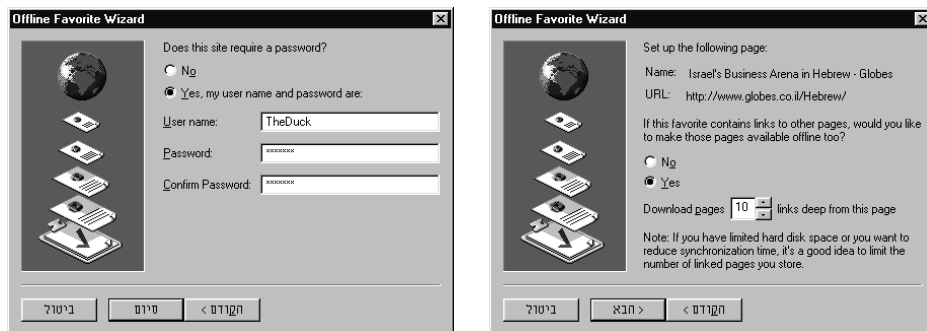 Offline Favorite Wizard
Does this site require a password?
No
Yes, my user name and password are:
User name: TheDuck
Password: *******
Confirm Password: *******
ביטול
סיום
הקודם >
Offline Favorite Wizard
Set up the following page:
Name: Israel's Business Arena in Hebrew - Globes
URL: http://www.globes.co.il/Hebrew/
If this favorite contains links to other pages, would you like
to make those pages available offline too?
No
Yes
Download pages 10 links deep from this page
Note: If you have limited hard disk space or you want to
reduce synchronization time, it's a good idea to limit the
number of linked pages you store.
ביטול
< הבא
הקודם >